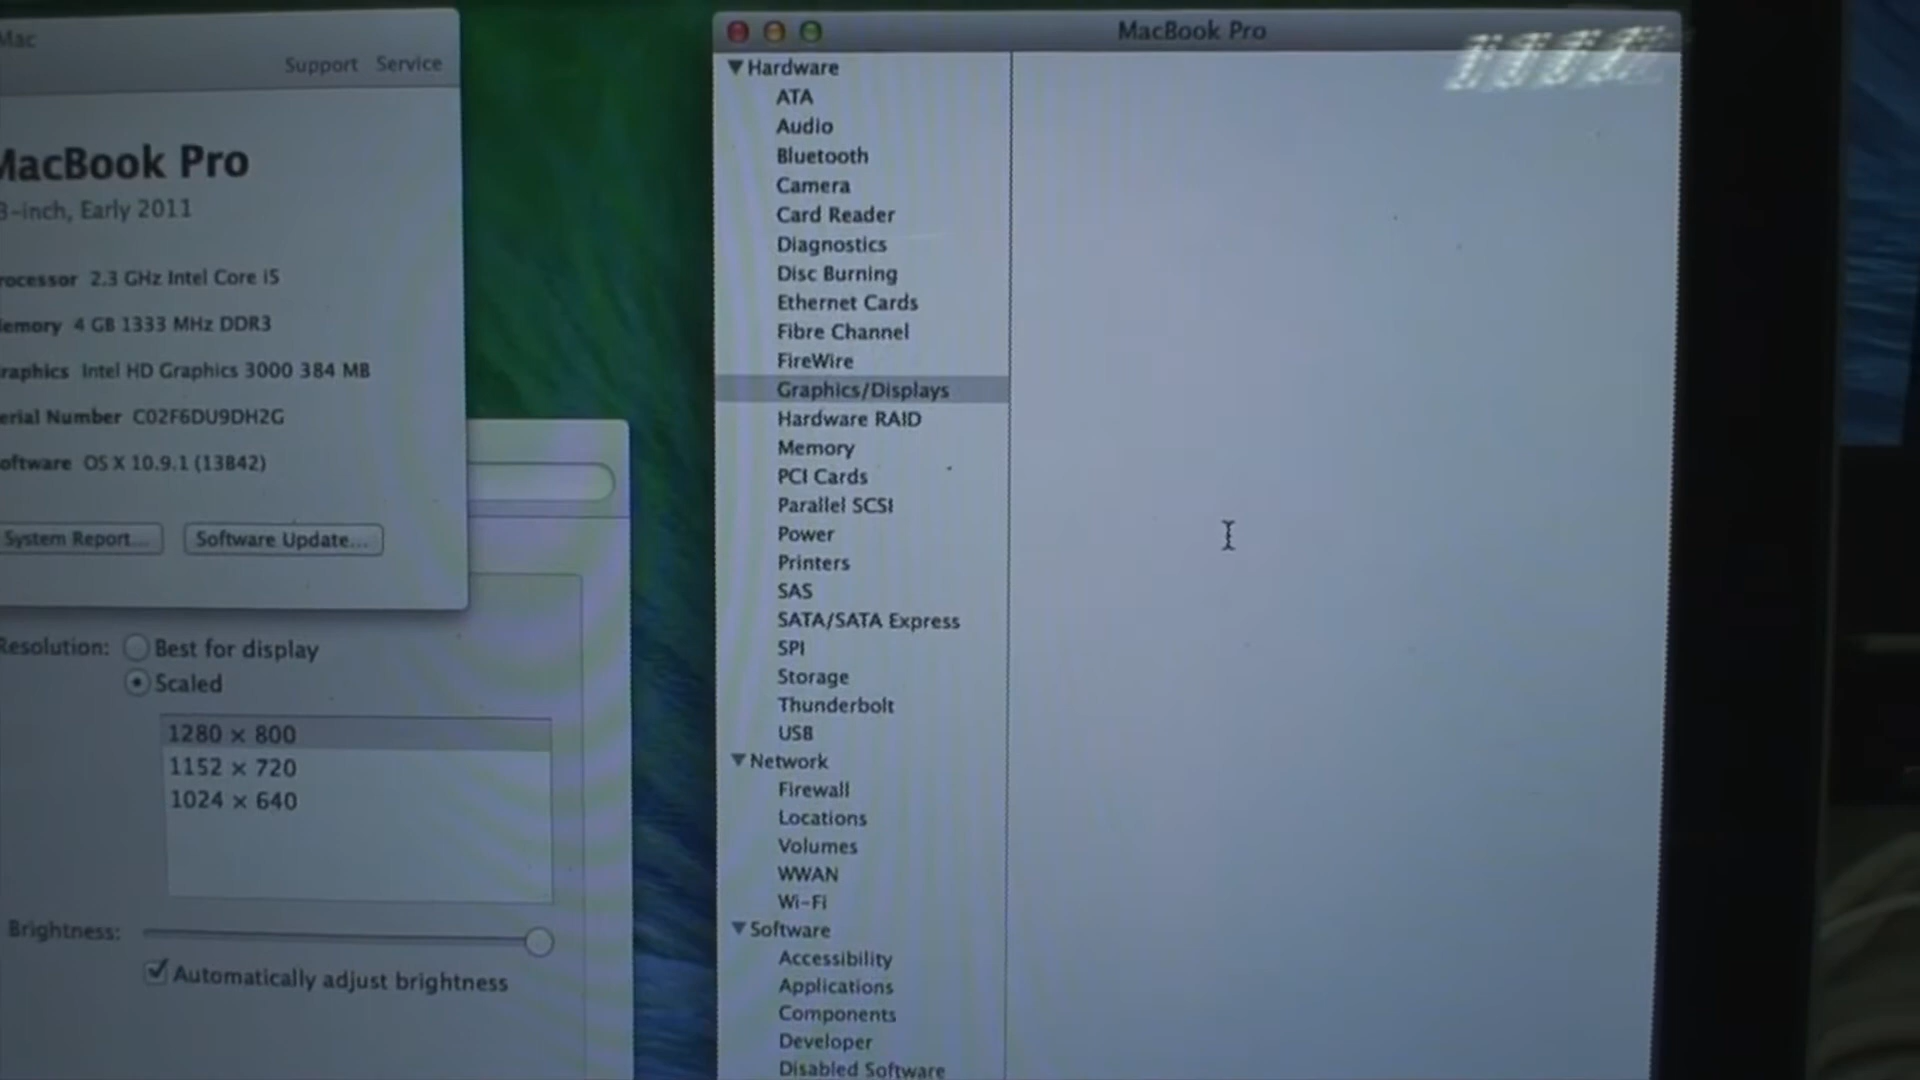 Mac
Support Service
MacBook Pro
3-inch, Early 2011
rocessor 2.3 GHz Intel Core i5
emory 4 GB 1333 MHz DDR3
raphics Intel HD Graphics 3000 384 MB
erial Number C02F6DU9DH2G
oftware OS X 10.9.1 (13B42)
System Report...
Software Update...
Resolution:
Best for display
Scaled
1280 × 800
1152 × 720
1024 × 640
Brightness:
Automatically adjust brightness
MacBook Pro
Hardware
ATA
Audio
Bluetooth
Camera
Card Reader
Diagnostics
Disc Burning
Ethernet Cards
Fibre Channel
FireWire
Graphics/Displays
Hardware RAID
Memory
PCI Cards
Parallel SCSI
Power
Printers
SAS
SATA/SATA Express
SPI
Storage
Thunderbolt
USB
Network
Firewall
Locations
Volumes
WWAN
Wi-Fi
Software
Accessibility
Applications
Components
Developer
Disabled Software